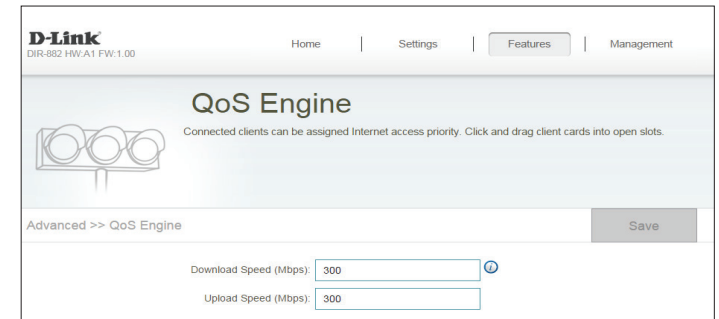 D-Link
DIR-882 HW:A1 FW:1.00
Home | Settings | Features | Management
QoS Engine
Connected clients can be assigned Internet access priority. Click and drag client cards into open slots.
Advanced >> QoS Engine
Save
Download Speed (Mbps): 300
Upload Speed (Mbps): 300